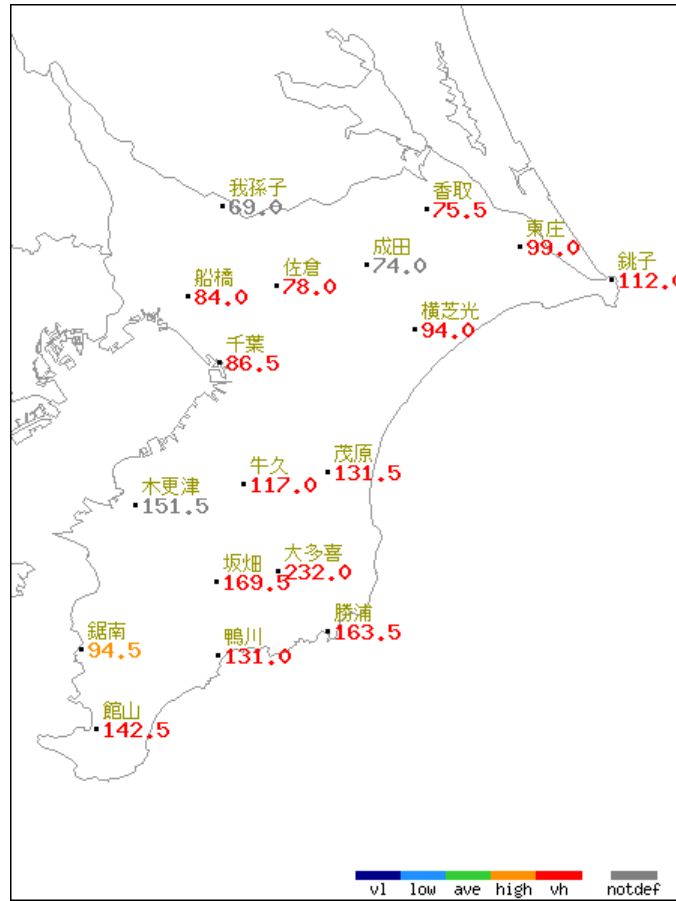 我孫子
69.0
香取
75.5
東庄
99.0
成田
74.0
銚子
112.0
佐倉
78.0
船橋
84.0
横芝光
94.0
千葉
86.5
茂原
131.5
牛久
117.0
木更津
151.5
大多喜
232.0
坂畑
169.5
勝浦
163.5
鋸南
94.5
鴨川
131.0
館山
142.5
vl low ave high vh notdef